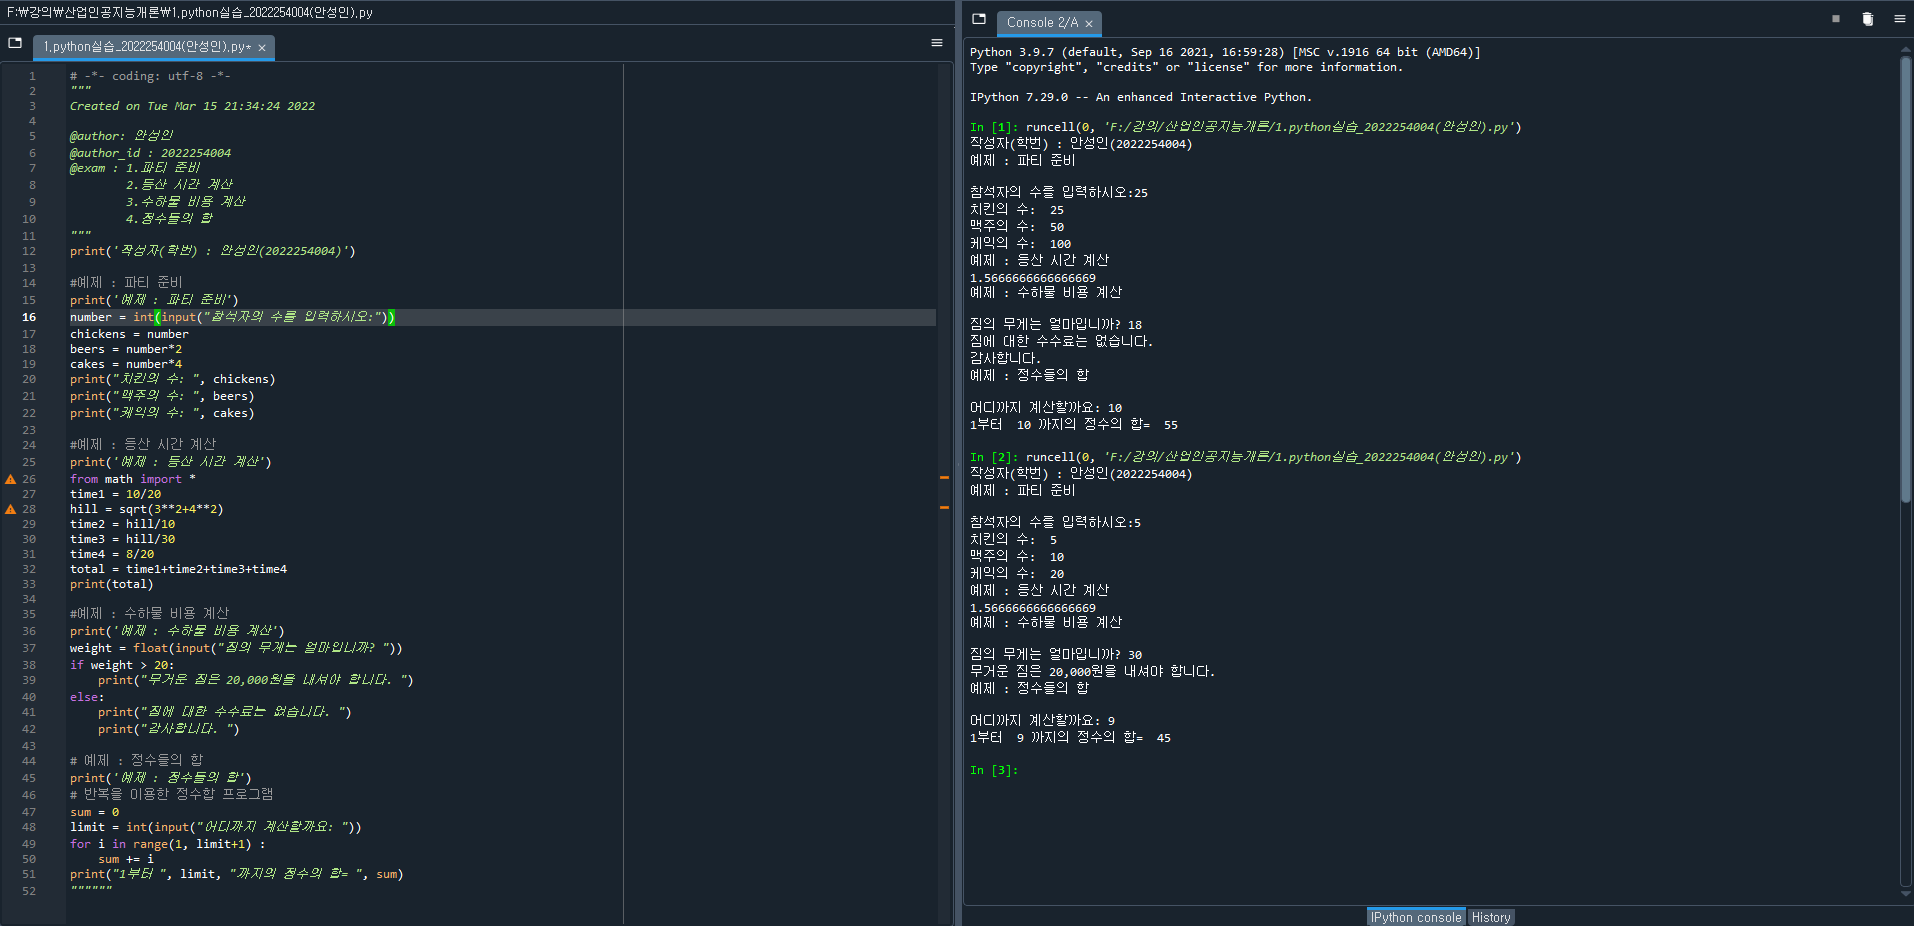 F:₩강의₩산업인공지능개론₩1.python실습_2022254004(안성인).py
1.python실습_2022254004(안성인).py* ×
1 # -*- coding: utf-8 -*-
2 """
3 Created on Tue Mar 15 21:34:24 2022
4
5 @author: 안성인
6 @author_id : 2022254004
7 @exam : 1.파티 준비
8         2.등산 시간 계산
9         3.수하물 비용 계산
10         4.정수들의 합
11 """
12 print('작성자(학번) : 안성인(2022254004)')
13
14 #예제 : 파티 준비
15 print('예제 : 파티 준비')
16 number = int(input("참석자의 수를 입력하시오:"))
17 chickens = number
18 beers = number*2
19 cakes = number*4
20 print("치킨의 수: ", chickens)
21 print("맥주의 수: ", beers)
22 print("케익의 수: ", cakes)
23
24 #예제 : 등산 시간 계산
25 print('예제 : 등산 시간 계산')
26 from math import *
27 time1 = 10/20
28 hill = sqrt(3**2+4**2)
29 time2 = hill/10
30 time3 = hill/30
31 time4 = 8/20
32 total = time1+time2+time3+time4
33 print(total)
34
35 #예제 : 수하물 비용 계산
36 print('예제 : 수하물 비용 계산')
37 weight = float(input("짐의 무게는 얼마입니까? "))
38 if weight > 20:
39     print("무거운 짐은 20,000원을 내셔야 합니다. ")
40 else:
41     print("짐에 대한 수수료는 없습니다. ")
42     print("감사합니다. ")
43
44 # 예제 : 정수들의 합
45 print('예제 : 정수들의 합')
46 # 반복을 이용한 정수합 프로그램
47 sum = 0
48 limit = int(input("어디까지 계산할까요: "))
49 for i in range(1, limit+1) :
50     sum += i
51 print("1부터 ", limit, "까지의 정수의 합= ", sum)
52 """"""
Console 2/A ×
Python 3.9.7 (default, Sep 16 2021, 16:59:28) [MSC v.1916 64 bit (AMD64)]
Type "copyright", "credits" or "license" for more information.
IPython 7.29.0 -- An enhanced Interactive Python.
In [1]: runcell(0, 'F:/강의/산업인공지능개론/1.python실습_2022254004(안성인).py')
작성자(학번) : 안성인(2022254004)
예제 : 파티 준비
참석자의 수를 입력하시오:25
치킨의 수:  25
맥주의 수:  50
케익의 수:  100
예제 : 등산 시간 계산
1.5666666666666669
예제 : 수하물 비용 계산
짐의 무게는 얼마입니까? 18
짐에 대한 수수료는 없습니다.
감사합니다.
예제 : 정수들의 합
어디까지 계산할까요: 10
1부터  10 까지의 정수의 합=  55
In [2]: runcell(0, 'F:/강의/산업인공지능개론/1.python실습_2022254004(안성인).py')
작성자(학번) : 안성인(2022254004)
예제 : 파티 준비
참석자의 수를 입력하시오:5
치킨의 수:  5
맥주의 수:  10
케익의 수:  20
예제 : 등산 시간 계산
1.5666666666666669
예제 : 수하물 비용 계산
짐의 무게는 얼마입니까? 30
무거운 짐은 20,000원을 내셔야 합니다.
예제 : 정수들의 합
어디까지 계산할까요: 9
1부터  9 까지의 정수의 합=  45
In [3]:
IPython console History